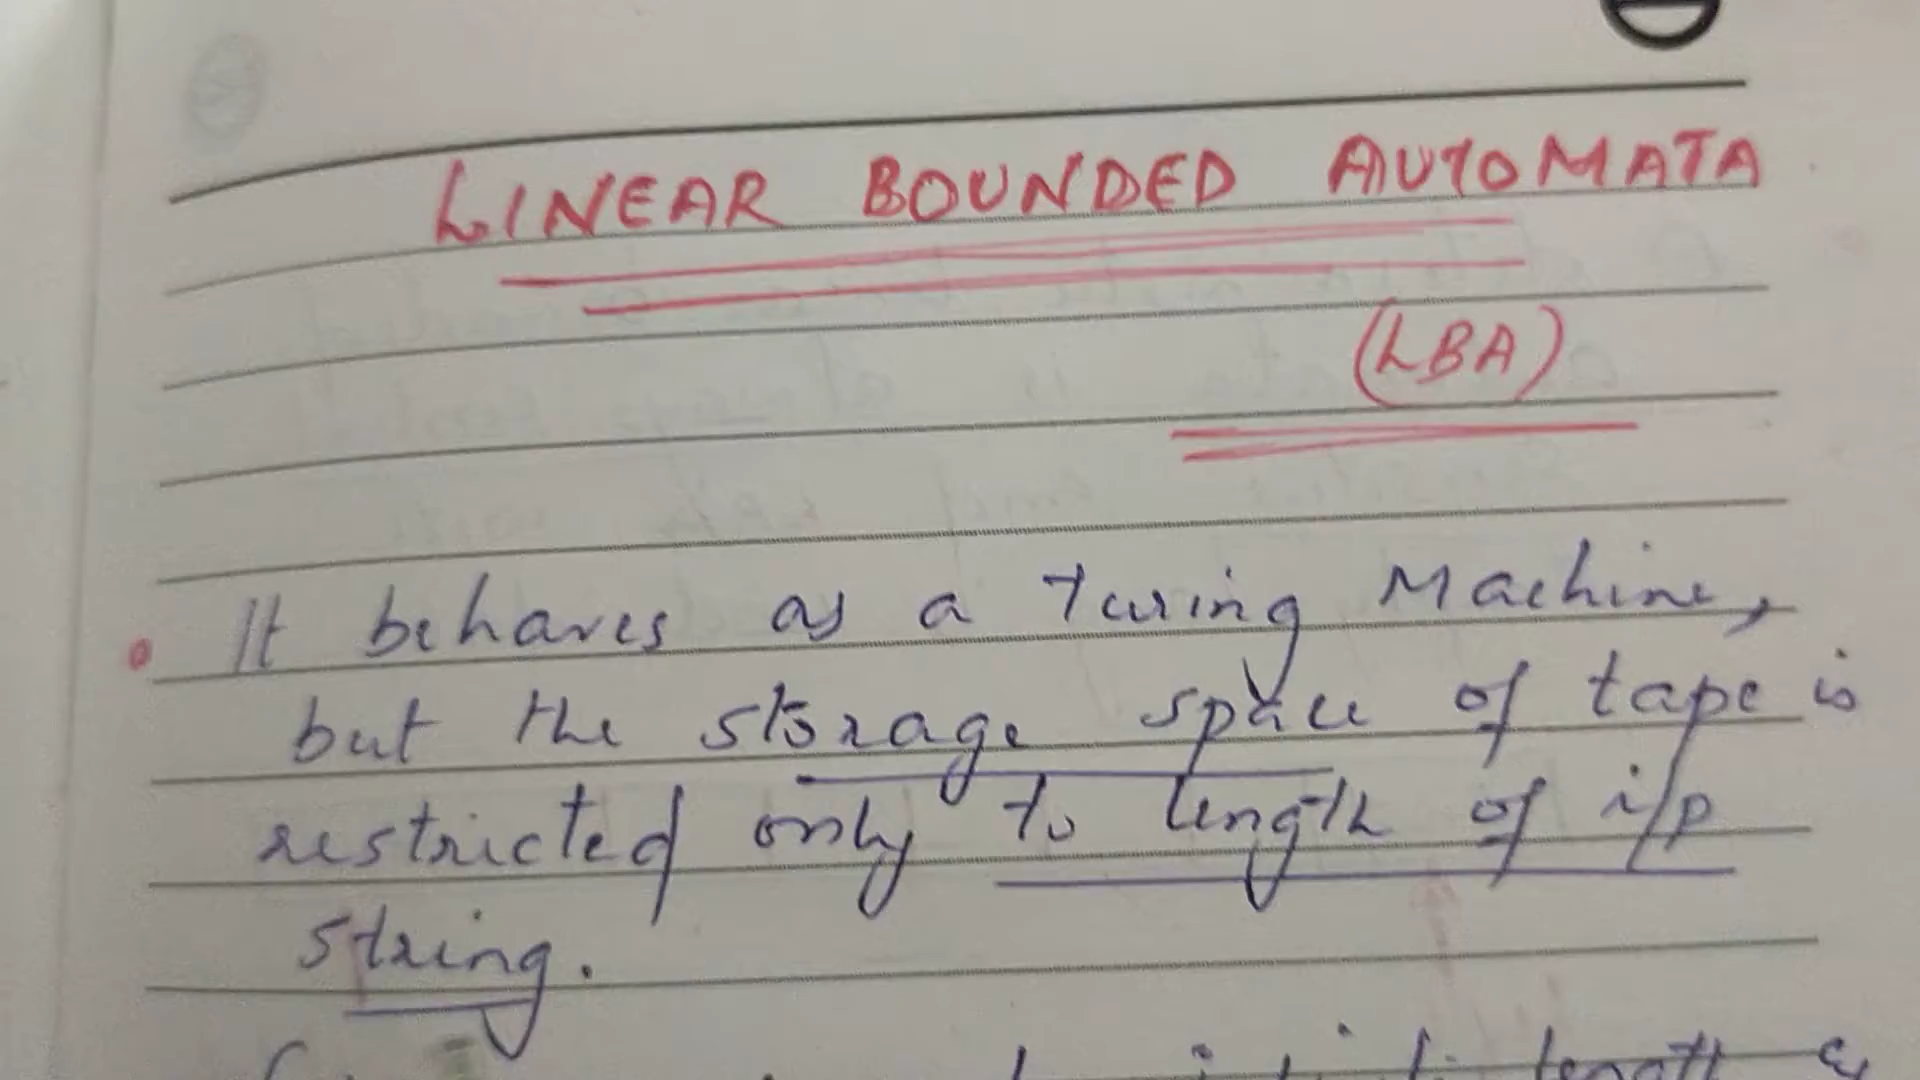 LINEAR BOUNDED AUTOMATA
(LBA)
It behaves as a Turing Machine,
but the storage space of tape is
restricted only to length of i/p
string.
length